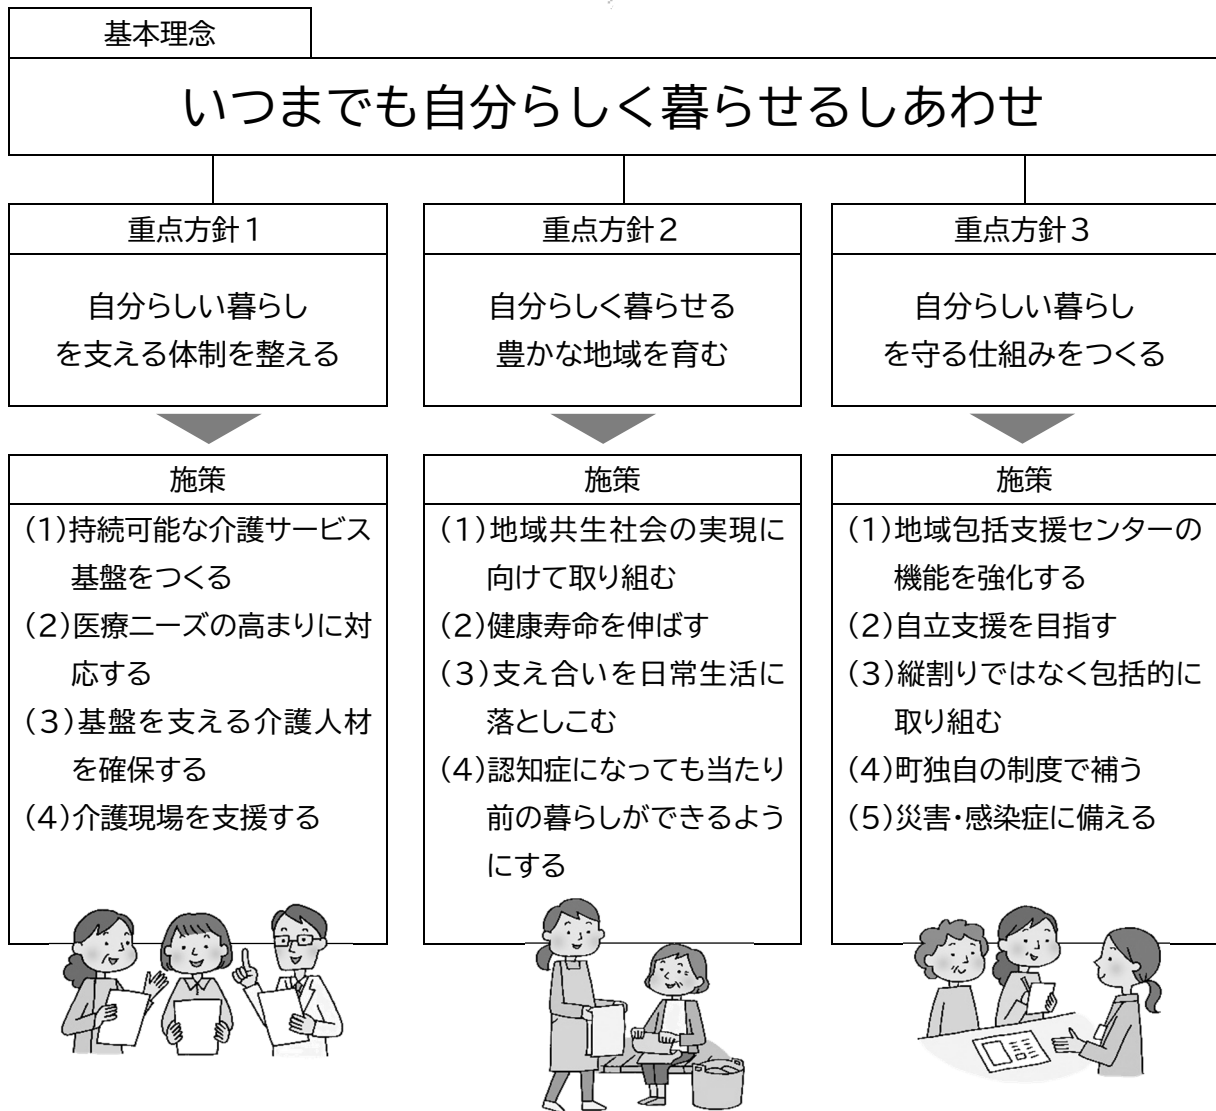 基本理念
いつまでも自分らしく暮らせるしあわせ
重点方針1
自分らしい暮らし
を支える体制を整える
施策
(1)持続可能な介護サービス
基盤をつくる
(2)医療ニーズの高まりに対
応する
(3)基盤を支える介護人材
を確保する
(4)介護現場を支援する
重点方針2
自分らしく暮らせる
豊かな地域を育む
施策
(1)地域共生社会の実現に
向けて取り組む
(2)健康寿命を伸ばす
(3)支え合いを日常生活に
落としこむ
(4)認知症になっても当たり
前の暮らしができるよう
にする
重点方針3
自分らしい暮らし
を守る仕組みをつくる
施策
(1)地域包括支援センターの
機能を強化する
(2)自立支援を目指す
(3)縦割りではなく包括的に
取り組む
(4)町独自の制度で補う
(5)災害・感染症に備える